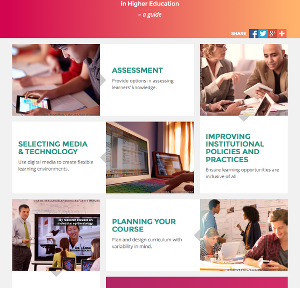 in Higher Education
– a guide
SHARE
ASSESSMENT
Provide options in assessing
learners' knowledge.
SELECTING MEDIA
& TECHNOLOGY
Use digital media to create flexible
learning environments.
IMPROVING
INSTITUTIONAL
POLICIES AND
PRACTICES
Ensure learning opportunities are
inclusive of all.
PLANNING YOUR
COURSE
Plan and design curriculum with
variability in mind.